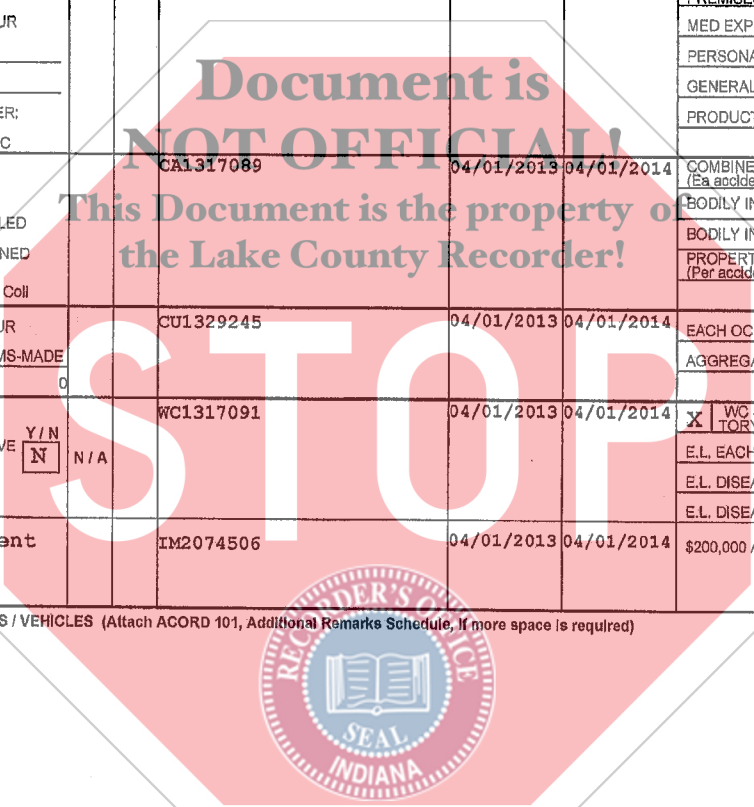 PREMISES
UR
MED EXP
PERSONA
Document is
GENERAL
ER:
PRODUCT
C
NOT OFFICIAL!
CA1317089 04/01/2013 04/01/2014 COMBINE
(Ea accide
This Document is the property of
BODILY IN
LED
BODILY IN
NED
the Lake County Recorder!
PROPERT
(Per accide
Coll
UR CU1329245 04/01/2013 04/01/2014 EACH OC
MS-MADE AGGREGA
0
STOP
WC1317091 04/01/2013 04/01/2014 X WC
TORY
Y / N
VE N N / A E.L. EACH
E.L. DISEA
E.L. DISEA
ent IM2074506 04/01/2013 04/01/2014 $200,000 /
S / VEHICLES (Attach ACORD 101, Additional Remarks Schedule, if more space is required)
RECORDER'S OFFICE
SEAL
INDIANA